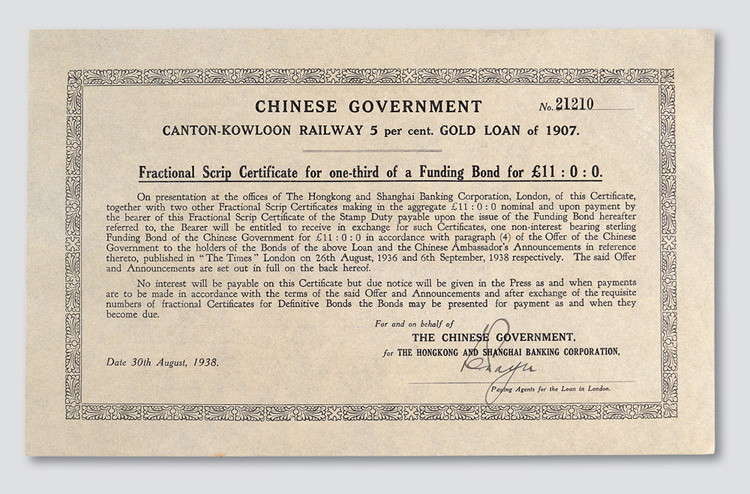 CHINESE GOVERNMENT
No. 21210
CANTON-KOWLOON RAILWAY 5 per cent. GOLD LOAN of 1907.
Fractional Scrip Certificate for one-third of a Funding Bond for £11 : 0 : 0.
On presentation at the offices of The Hongkong and Shanghai Banking Corporation, London, of this Certificate,
together with two other Fractional Scrip Certificates making in the aggregate £11 : 0 : 0 nominal and upon payment by
the bearer of this Fractional Scrip Certificate of the Stamp Duty payable upon the issue of the Funding Bond hereafter
referred to, the Bearer will be entitled to receive in exchange for such Certificates, one non-interest bearing sterling
Funding Bond of the Chinese Government for £11 : 0 : 0 in accordance with paragraph (4) of the Offer of the Chinese
Government to the holders of the Bonds of the above Loan and the Chinese Ambassador's Announcements in reference
thereto, published in "The Times" London on 26th August, 1936 and 6th September, 1938 respectively. The said Offer
and Announcements are set out in full on the back hereof.
No interest will be payable on this Certificate but due notice will be given in the Press as and when payments
are to be made in accordance with the terms of the said Offer and Announcements and after exchange of the requisite
numbers of fractional Certificates for Definitive Bonds the Bonds may be presented for payment as and when they
become due.
For and on behalf of
THE CHINESE GOVERNMENT,
for THE HONGKONG AND SHANGHAI BANKING CORPORATION,
Date 30th August, 1938.
Paying Agents for the Loan in London.